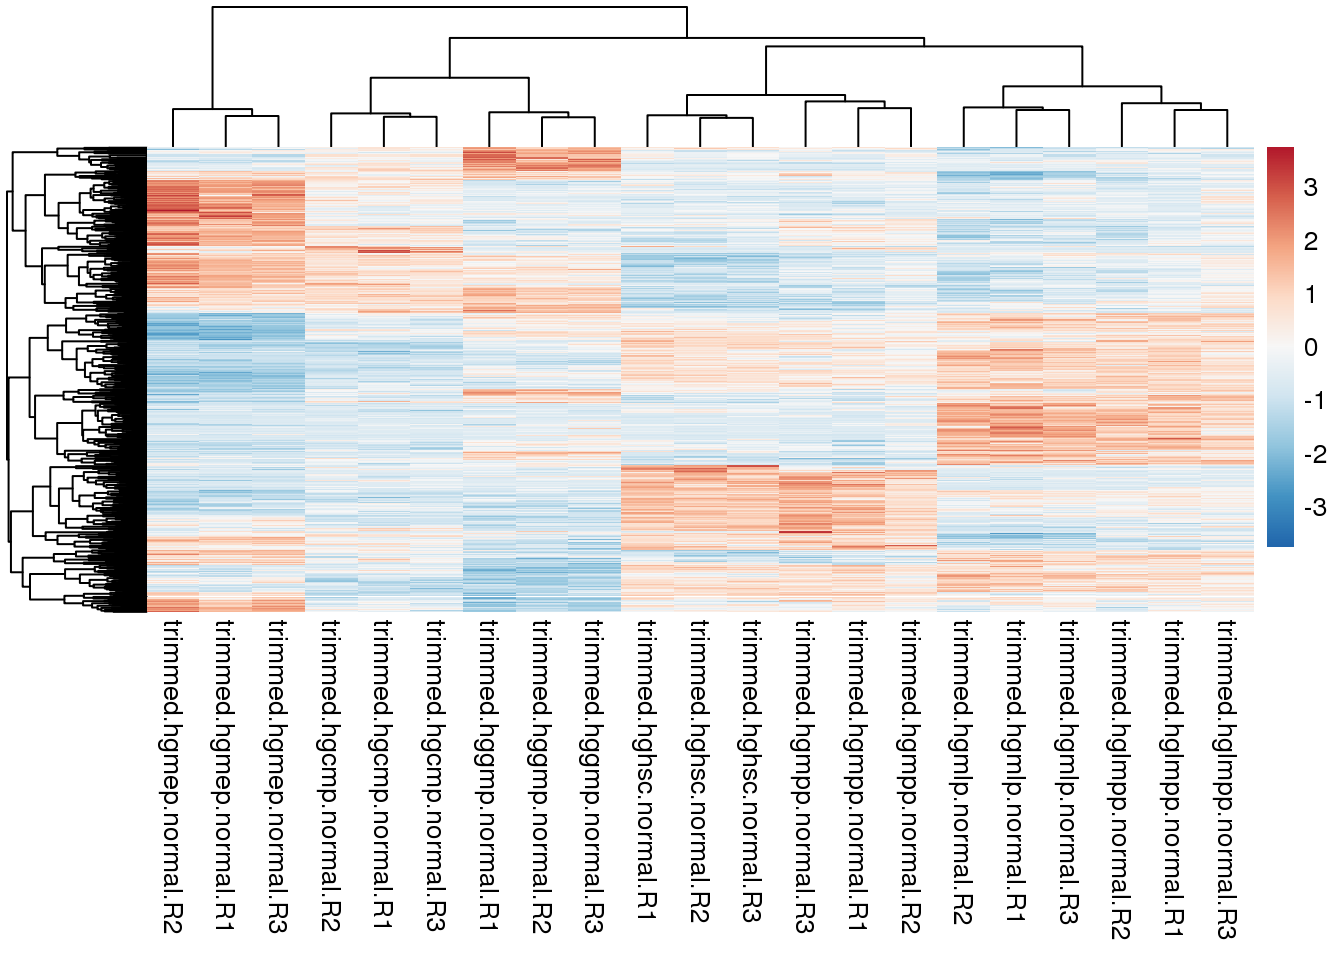 3
2
1
0
-1
-2
-3
trimmed.hgmep.normal.R2
trimmed.hgmep.normal.R1
trimmed.hgmep.normal.R3
trimmed.hgcmp.normal.R2
trimmed.hgcmp.normal.R1
trimmed.hgcmp.normal.R3
trimmed.hggmp.normal.R1
trimmed.hggmp.normal.R2
trimmed.hggmp.normal.R3
trimmed.hghsc.normal.R1
trimmed.hghsc.normal.R2
trimmed.hghsc.normal.R3
trimmed.hgmpp.normal.R3
trimmed.hgmpp.normal.R1
trimmed.hgmpp.normal.R2
trimmed.hgmlp.normal.R2
trimmed.hgmlp.normal.R1
trimmed.hgmlp.normal.R3
trimmed.hglmpp.normal.R2
trimmed.hglmpp.normal.R1
trimmed.hglmpp.normal.R3